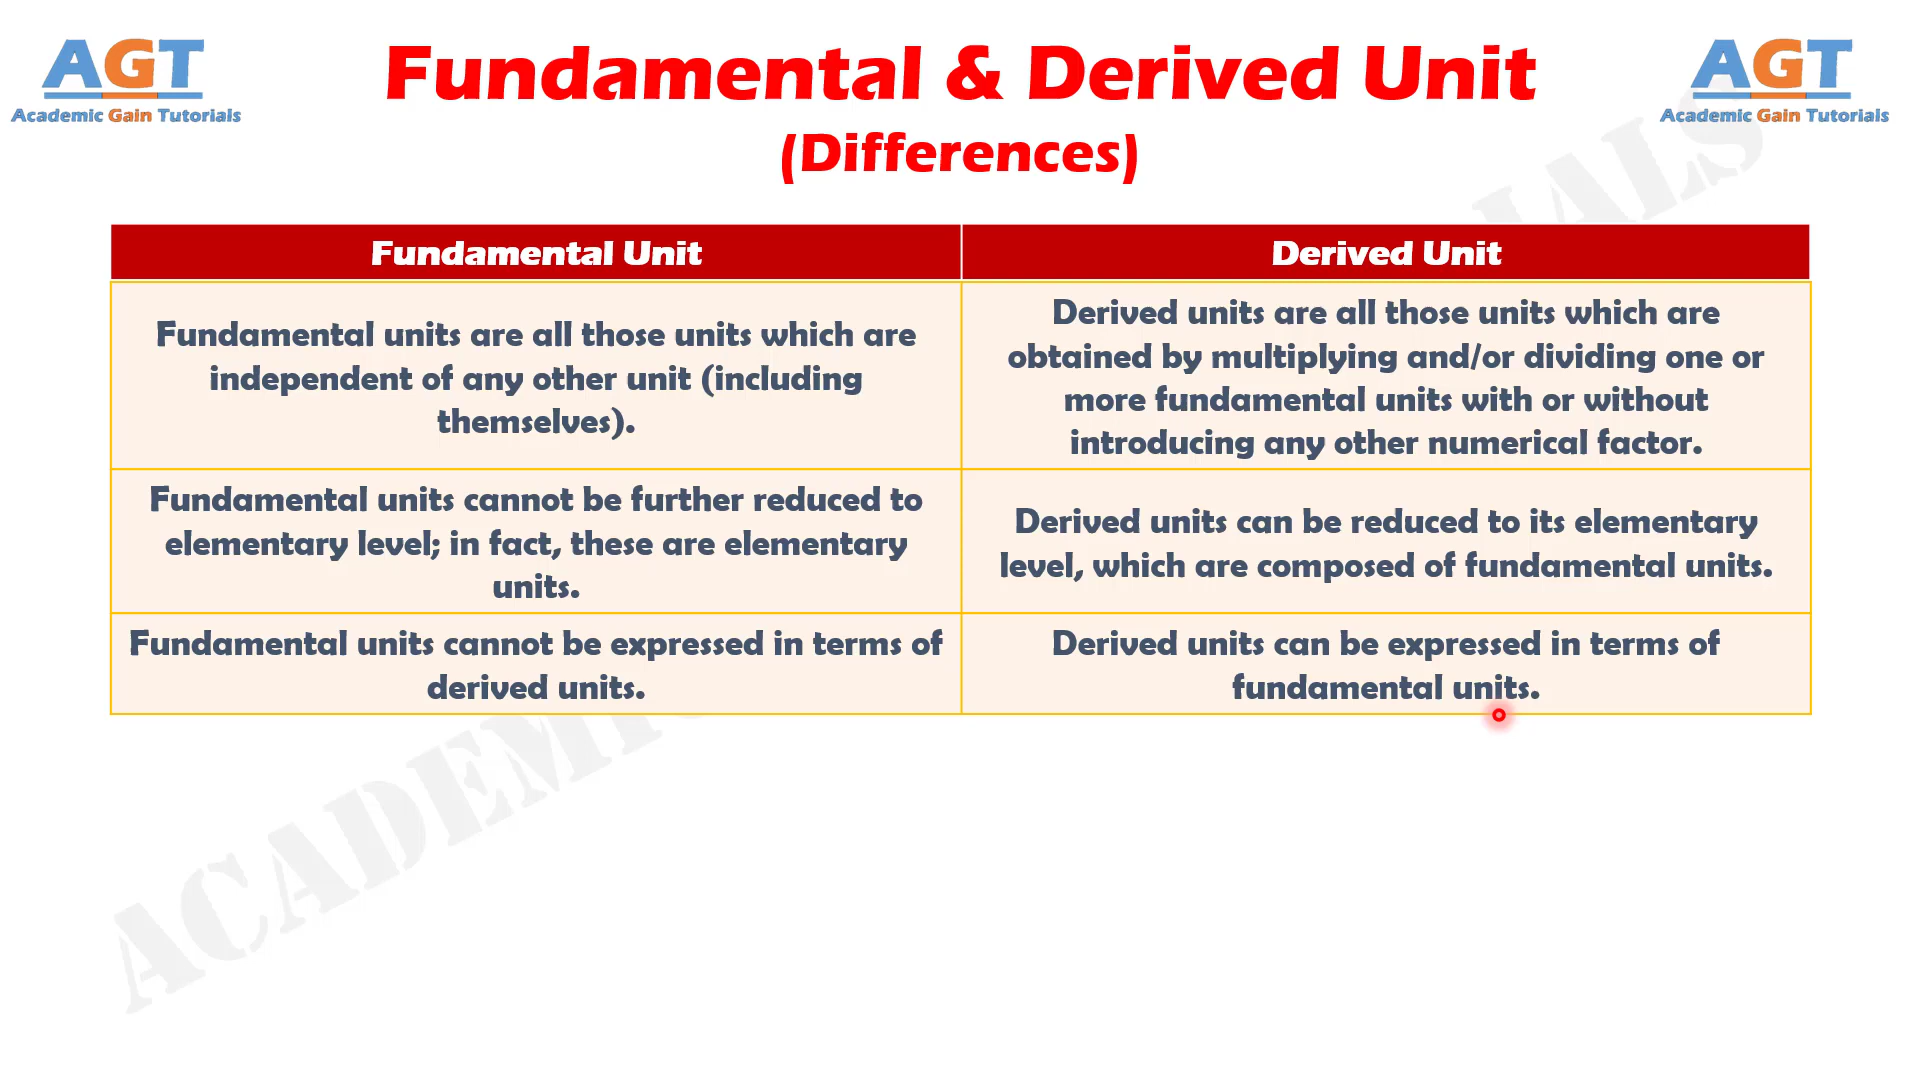 AGT
Academic Gain Tutorials
Fundamental & Derived Unit
(Differences)
AGT
Academic Gain Tutorials
Fundamental Unit
Derived Unit
Fundamental units are all those units which are
independent of any other unit (including
themselves).
Derived units are all those units which are
obtained by multiplying and/or dividing one or
more fundamental units with or without
introducing any other numerical factor.
Fundamental units cannot be further reduced to
elementary level; in fact, these are elementary
units.
Derived units can be reduced to its elementary
level, which are composed of fundamental units.
Fundamental units cannot be expressed in terms of
derived units.
Derived units can be expressed in terms of
fundamental units.